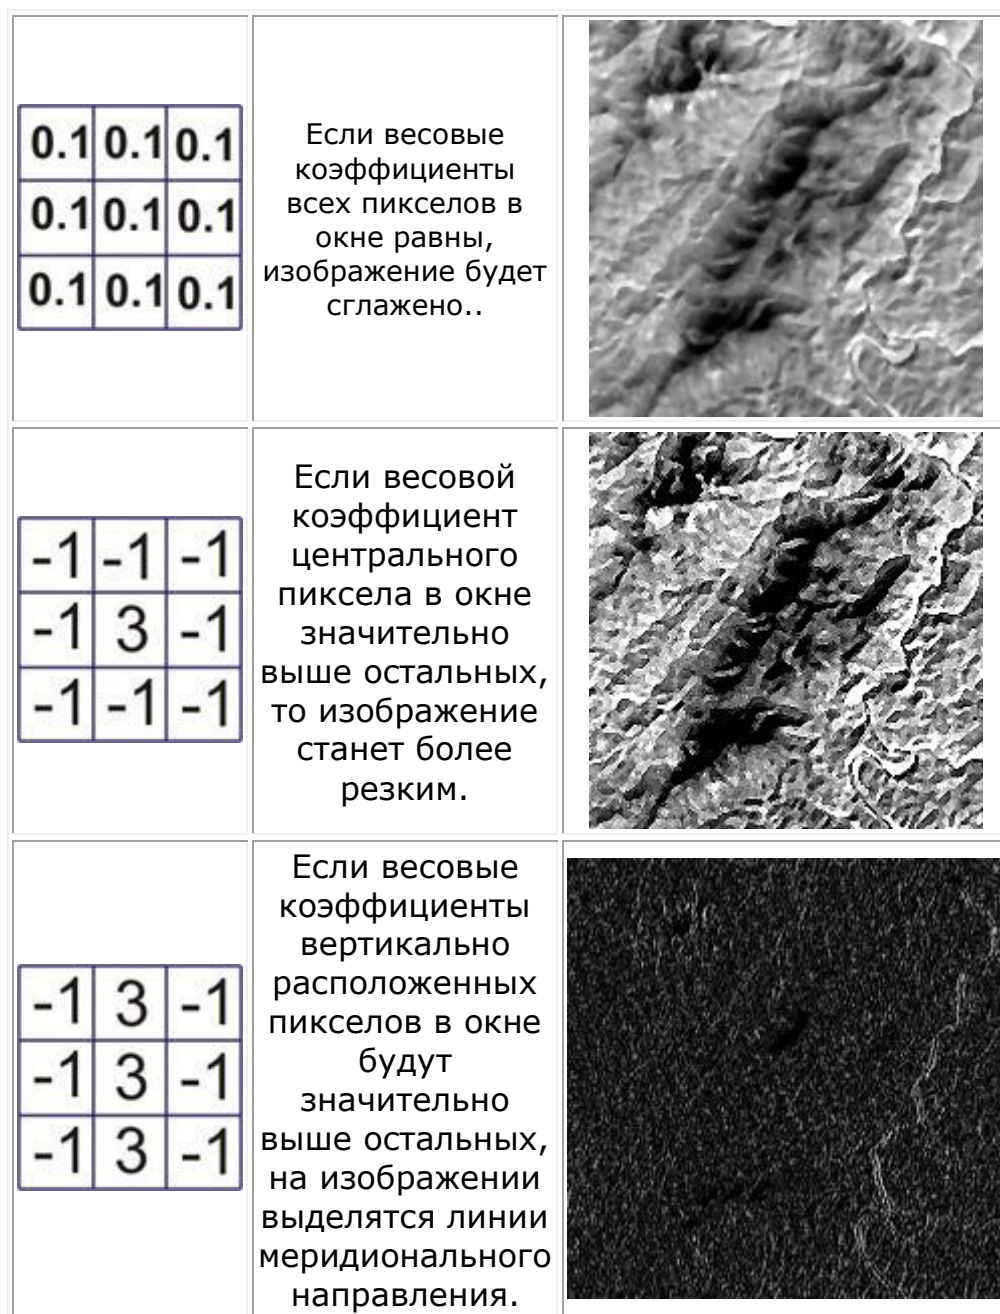 0.1 0.1 0.1
0.1 0.1 0.1
0.1 0.1 0.1
Если весовые
коэффициенты
всех пикселов в
окне равны,
изображение будет
сглажено..
-1 -1 -1
-1 3 -1
-1 -1 -1
Если весовой
коэффициент
центрального
пиксела в окне
значительно
выше остальных,
то изображение
станет более
резким.
-1 3 -1
-1 3 -1
-1 3 -1
Если весовые
коэффициенты
вертикально
расположенных
пикселов в окне
будут
значительно
выше остальных,
на изображении
выделятся линии
меридионального
направления.